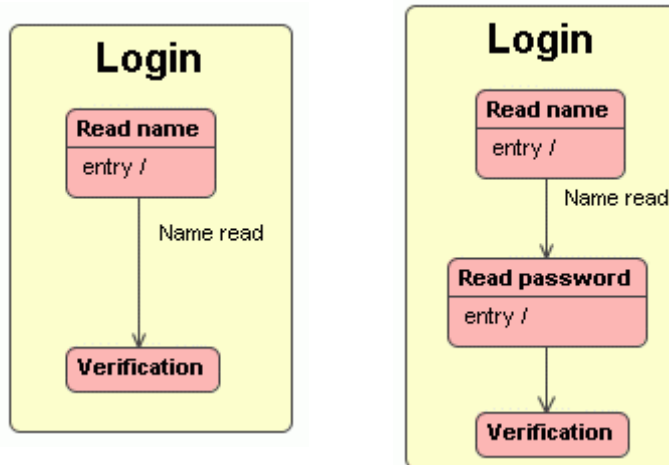 Login
Read name
entry /
Name read
Verification
Login
Read name
entry /
Name read
Read password
entry /
Verification